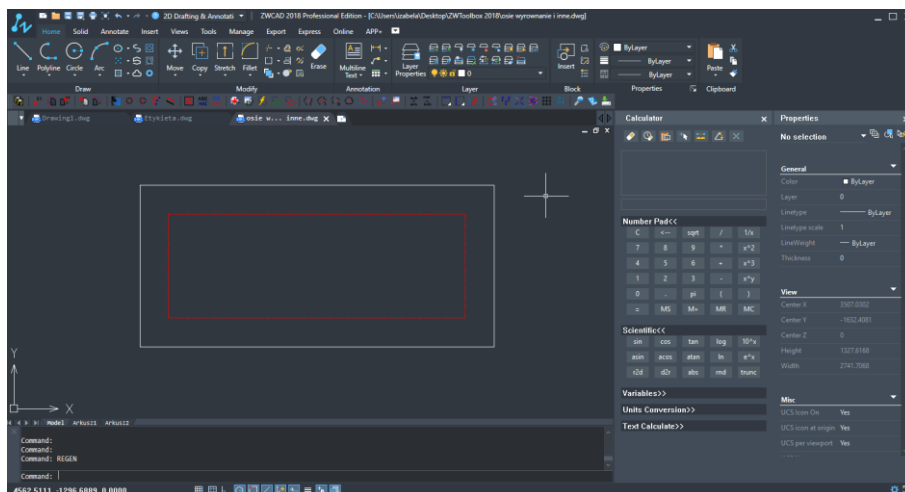 2D Drafting & Annotati ZWCAD 2018 Professional Edition - [C:\Users\izabela\Desktop\ZWToolbox 2018\osie wyrownanie i inne.dwg]
Home Solid Annotate Insert Views Tools Manage Export Express Online APP+
Line Polyline Circle Arc Move Copy Stretch Fillet Erase Multiline Text Layer Properties 0 Insert ByLayer ByLayer ByLayer Paste
Draw Modify Annotation Layer Block Properties Clipboard
Drawing1.dwg Etykieta.dwg osie w... inne.dwg
Calculator
Number Pad<<
C <-- sqrt / 1/x
7 8 9 * x^2
4 5 6 + x^3
1 2 3 - x^y
0 . pi ( )
= MS M+ MR MC
Scientific<<
sin cos tan log 10^x
asin acos atan ln e^x
r2d d2r abs rnd trunc
Variables>>
Units Conversion>>
Text Calculate>>
Properties
No selection
General
Color ByLayer
Layer 0
Linetype ByLayer
Linetype scale 1
LineWeight ByLayer
Thickness 0
View
Center X 3507.0302
Center Y -1632.4081
Center Z 0
Height 1327.6168
Width 2741.7068
Misc
UCS Icon On Yes
UCS icon at origin Yes
UCS per viewport Yes
Y
X
Model Arkusz1 Arkusz2
Command:
Command:
Command: REGEN
Command:
4562.5111, -1296.6889, 0.0000